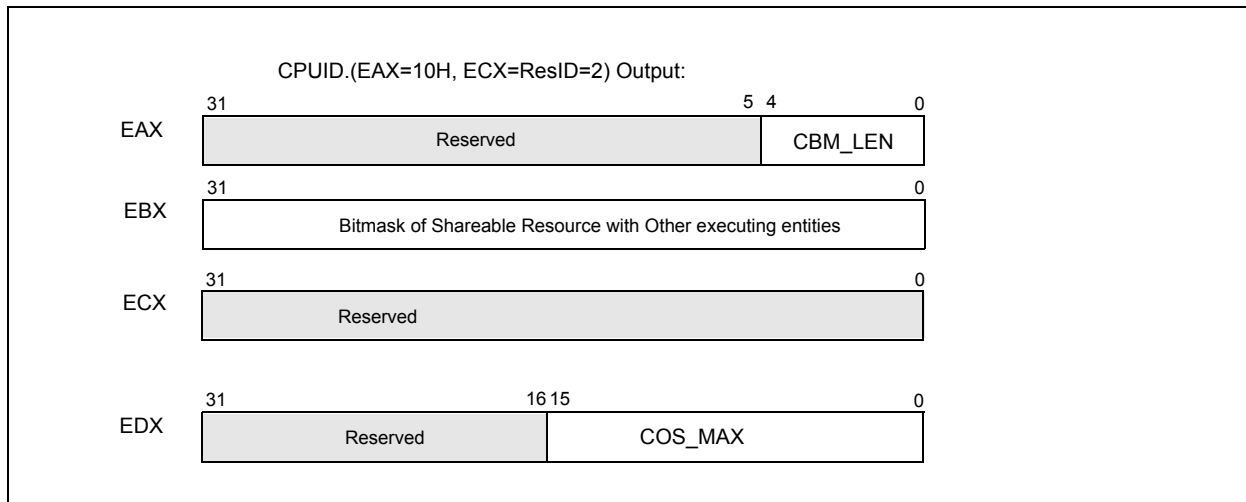 CPUID.(EAX=10H, ECX=ResID=2) Output:
31 5 4 0
EAX Reserved CBM_LEN
31 0
EBX Bitmask of Shareable Resource with Other executing entities
31 0
ECX Reserved
31 16 15 0
EDX Reserved COS_MAX